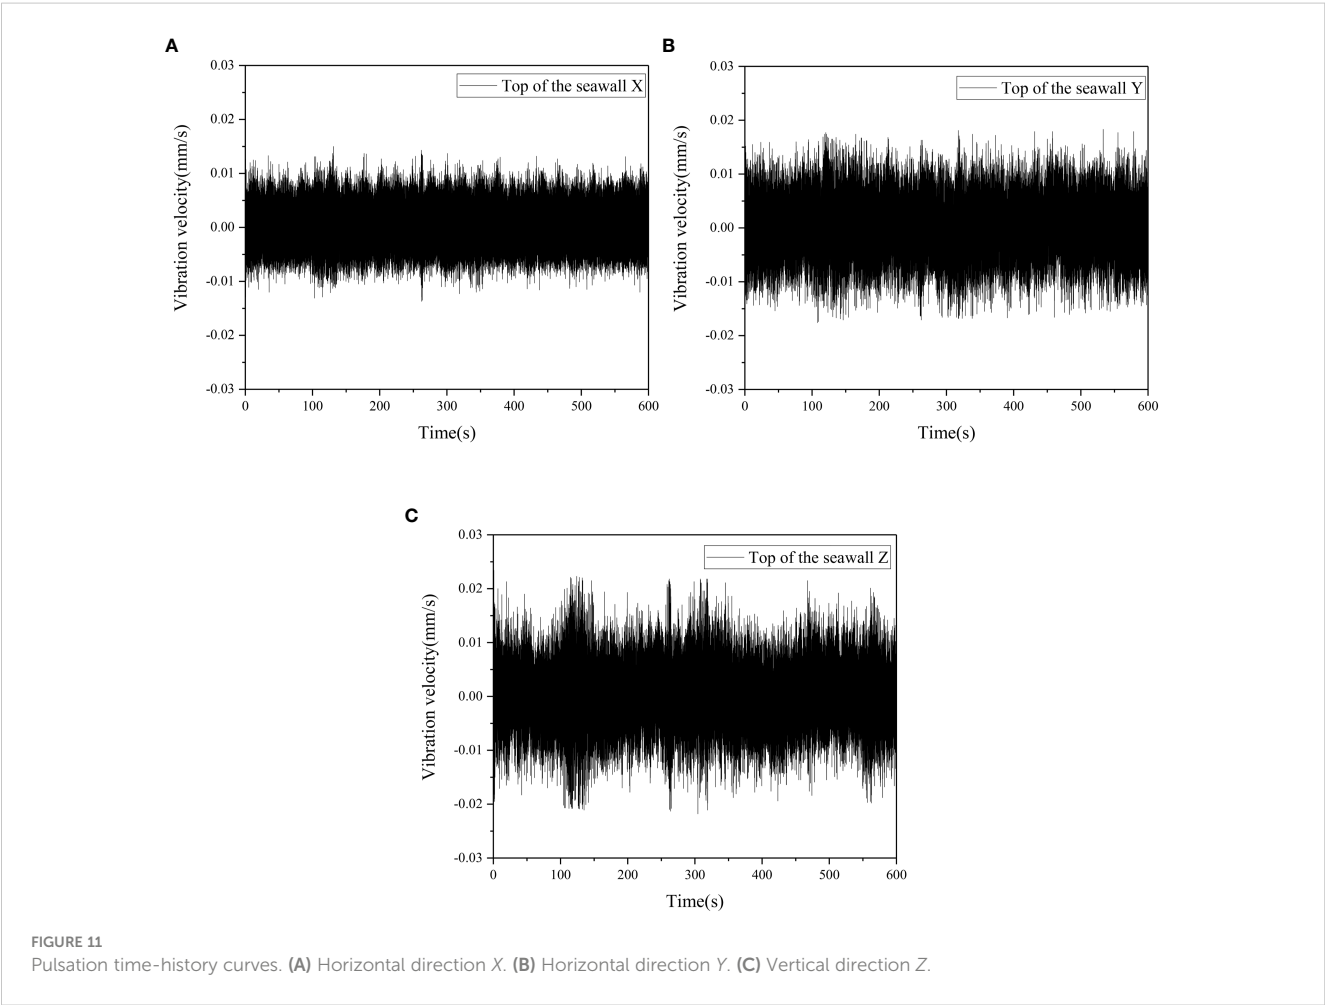 A
B
0.03
0.02
0.01
0.00
-0.01
-0.02
-0.03
Vibration velocity(mm/s)
Top of the seawall X
0 100 200 300 400 500 600
Time(s)
0.03
0.02
0.01
0.00
-0.01
-0.02
-0.03
Vibration velocity(mm/s)
Top of the seawall Y
0 100 200 300 400 500 600
Time(s)
C
0.03
0.02
0.01
0.00
-0.01
-0.02
-0.03
Vibration velocity(mm/s)
Top of the seawall Z
0 100 200 300 400 500 600
Time(s)
FIGURE 11
Pulsation time-history curves. (A) Horizontal direction X. (B) Horizontal direction Y. (C) Vertical direction Z.